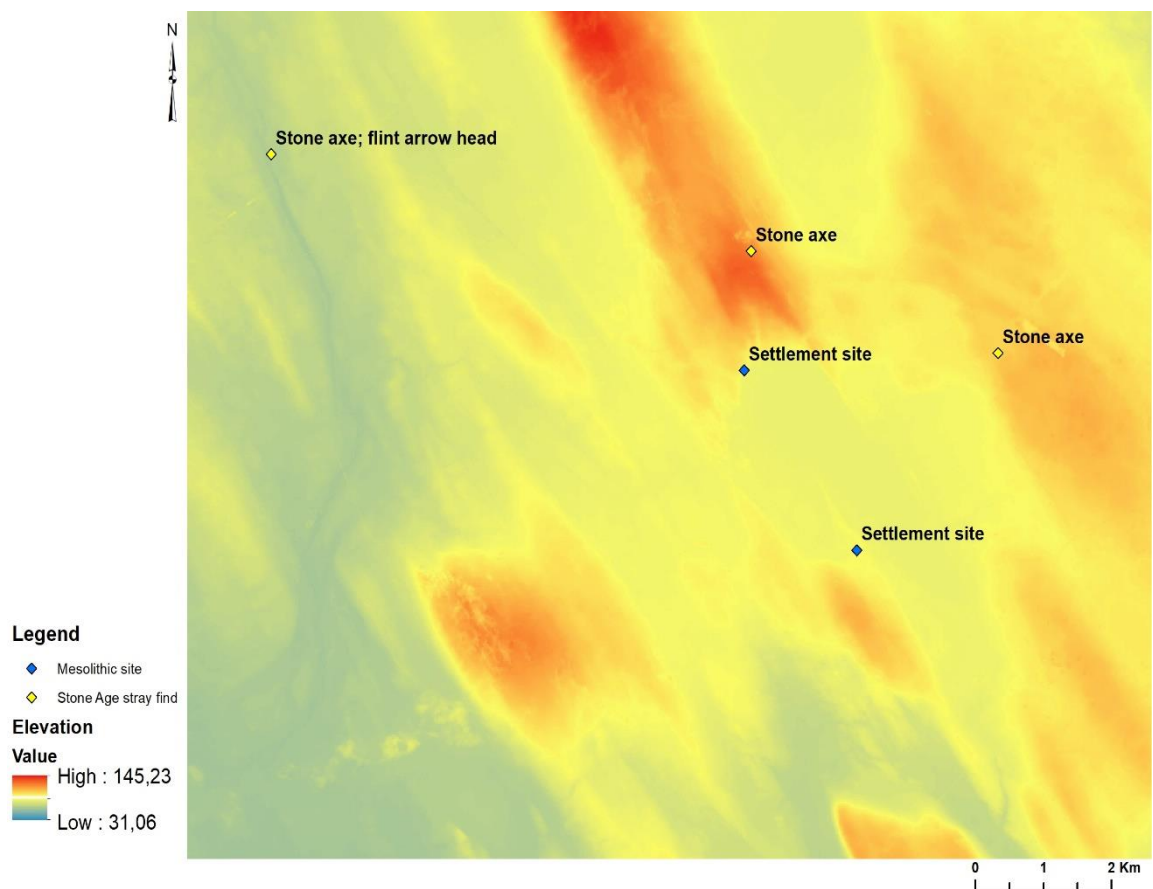 N
Stone axe; flint arrow head
Stone axe
Stone axe
Settlement site
Settlement site
Legend
Mesolithic site
Stone Age stray find
Elevation
Value
High : 145,23
Low : 31,06
0 1 2 Km